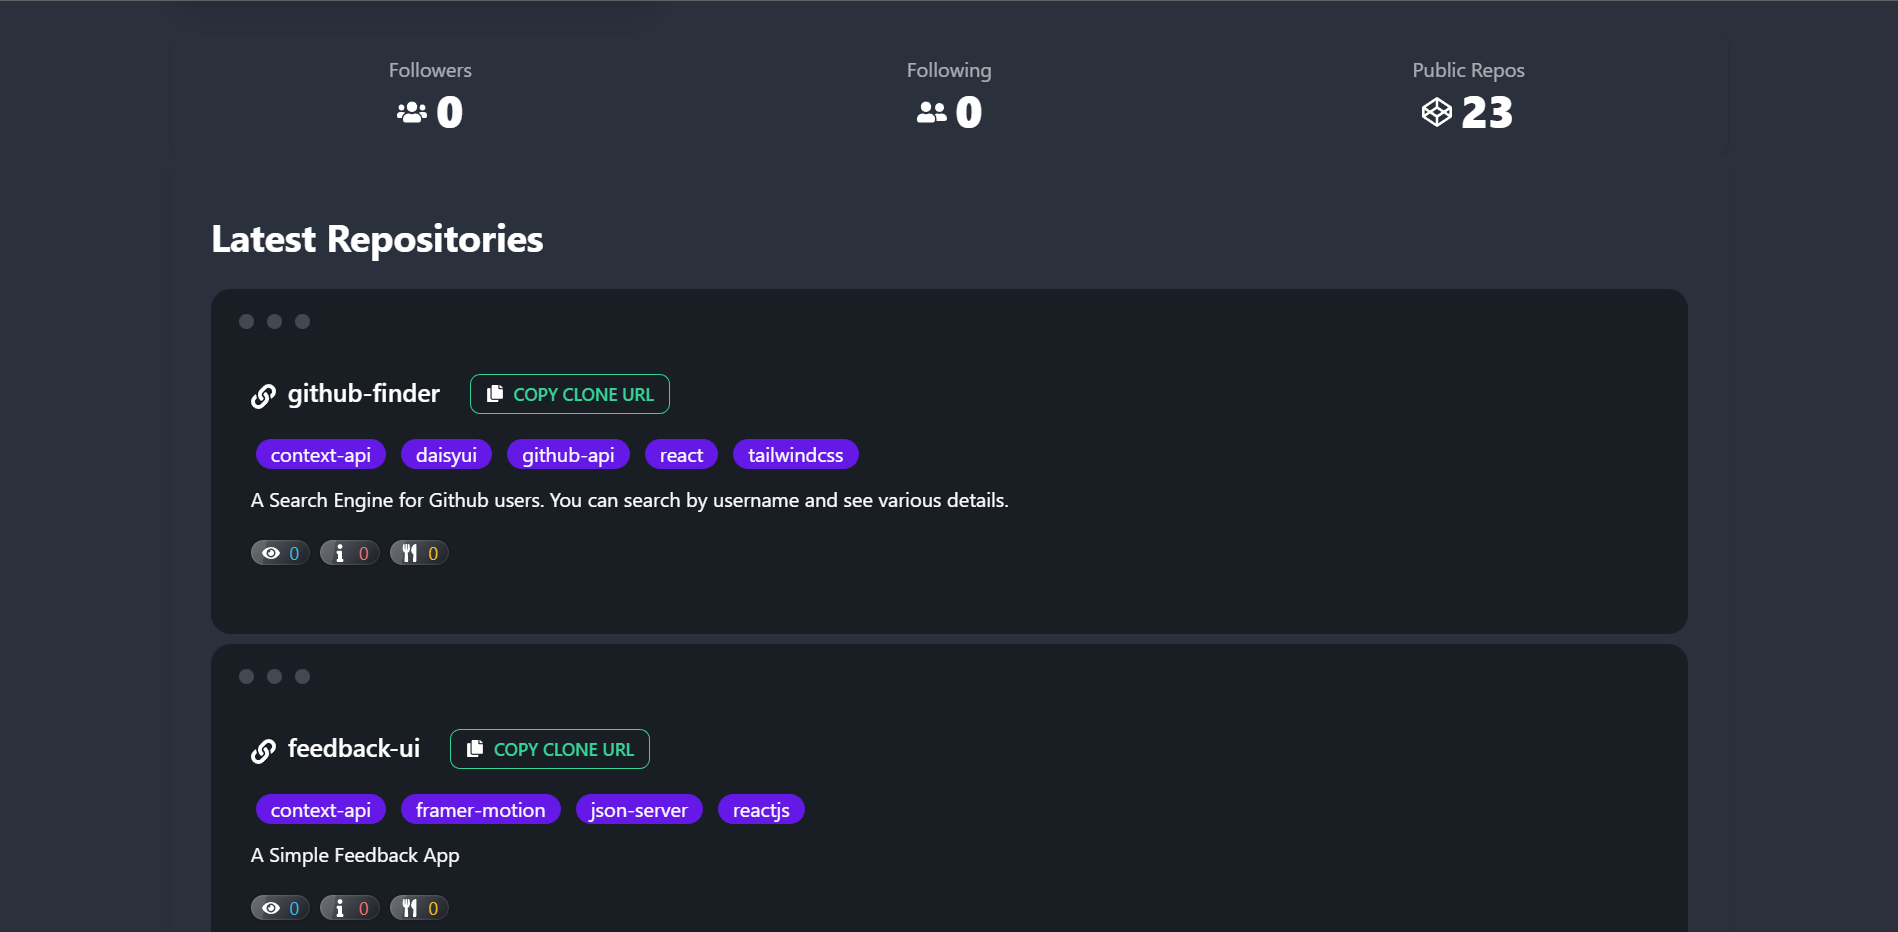 Followers Following Public Repos
0 0 23
Latest Repositories
github-finder COPY CLONE URL
context-api daisyui github-api react tailwindcss
A Search Engine for Github users. You can search by username and see various details.
0 0 0
feedback-ui COPY CLONE URL
context-api framer-motion json-server reactjs
A Simple Feedback App
0 0 0